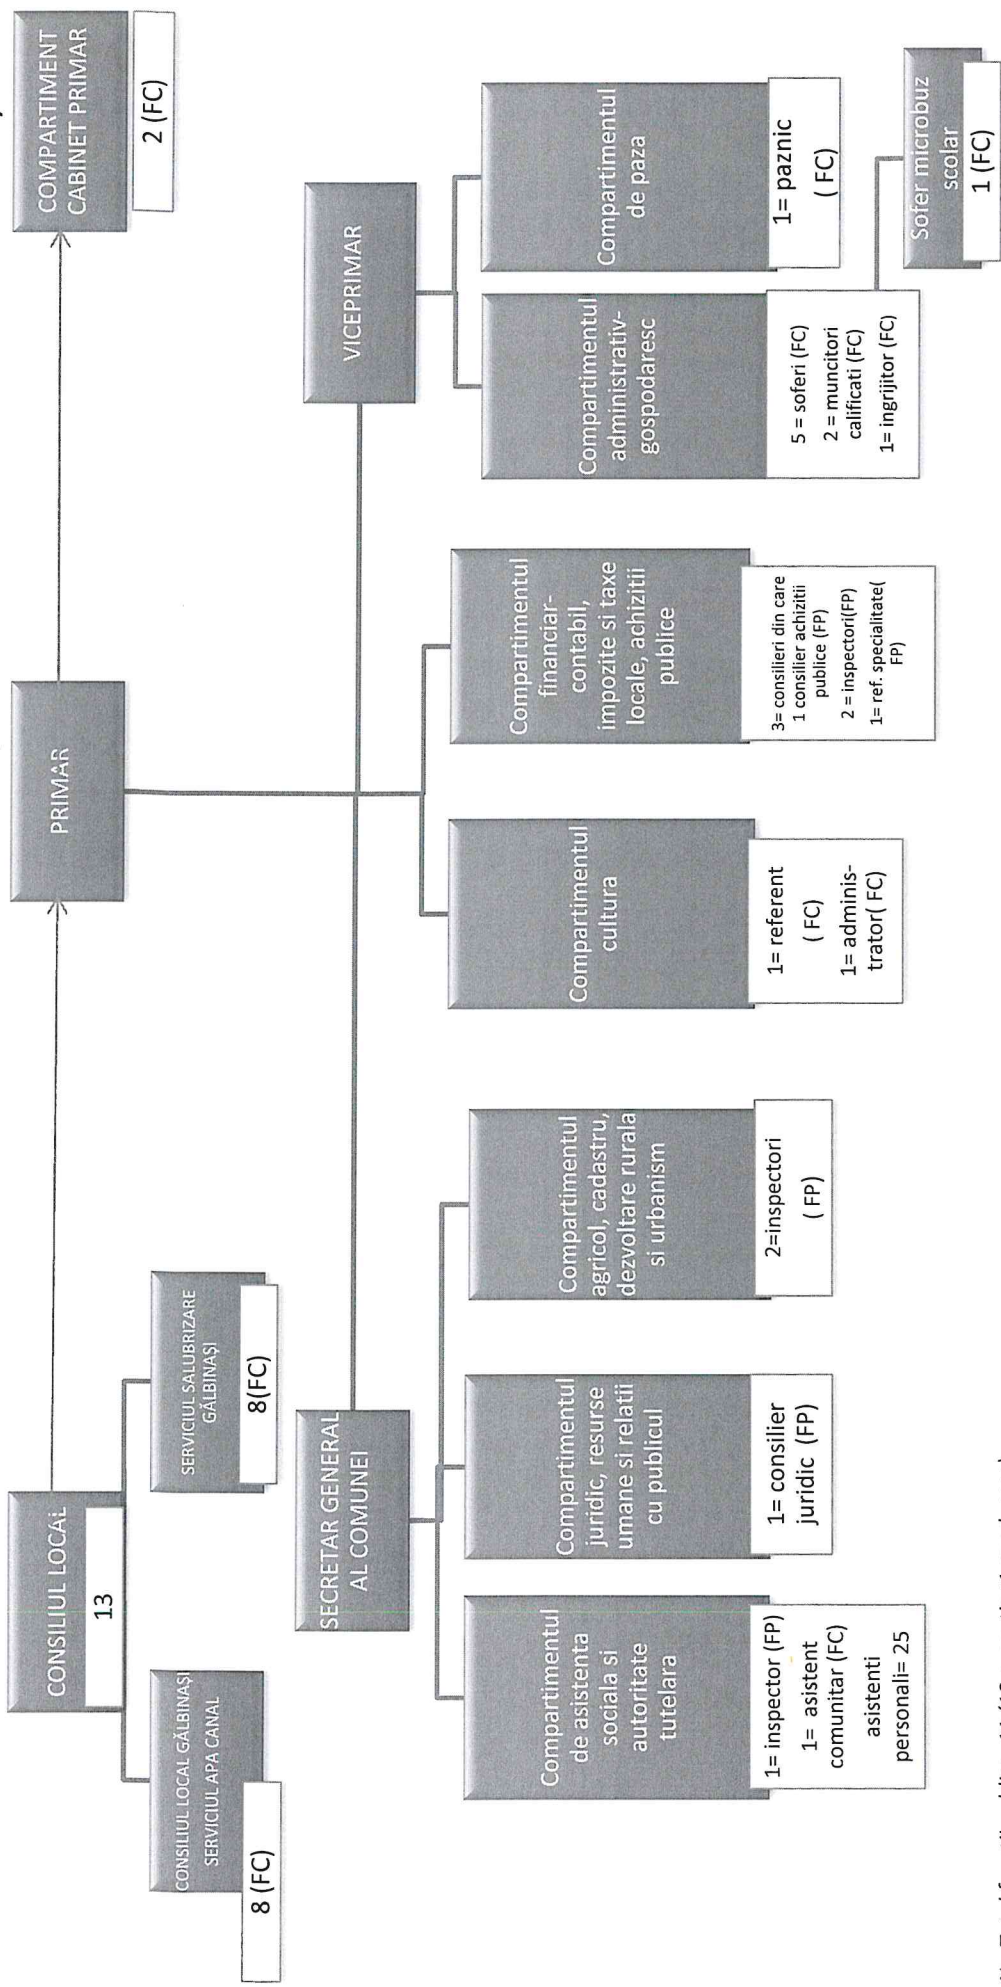 CONSILIUL LOCAL
13
PRIMAR
COMPARTIMENT
CABINET PRIMAR
2 (FC)
CONSILIUL LOCAL GĂLBINAȘI
SERVICIUL APA CANAL
8 (FC)
SERVICIUL SALUBRIZARE
GĂLBINAȘI
8(FC)
SECRETAR GENERAL
AL COMUNEI
VICEPRIMAR
Compartimentul
de asistenta
sociala si
autoritate
tutelara
1= inspector (FP)
1= asistent
comunitar (FC)
asistenti
personali= 25
Compartimentul
juridic, resurse
umane si relatii
cu publicul
1= consilier
juridic (FP)
Compartimentul
agricol, cadastru,
dezvoltare rurala
si urbanism
2=inspectori
( FP)
Compartimentul
cultura
1= referent
( FC)
1= adminis-
trator( FC)
Compartimentul
financiar-
contabil,
impozite si taxe
locale, achizitii
publice
3= consilieri din care
1 consilier achizitii
publice (FP)
2 = inspectori(FP)
1= ref. specialitate(
FP)
Compartimentul
administrativ-
gospodaresc
5 = soferi (FC)
2 = muncitori
calificati (FC)
1= ingrijitor (FC)
Compartimentul
de paza
1= paznic
( FC)
Sofer microbuz
scolar
1 (FC)